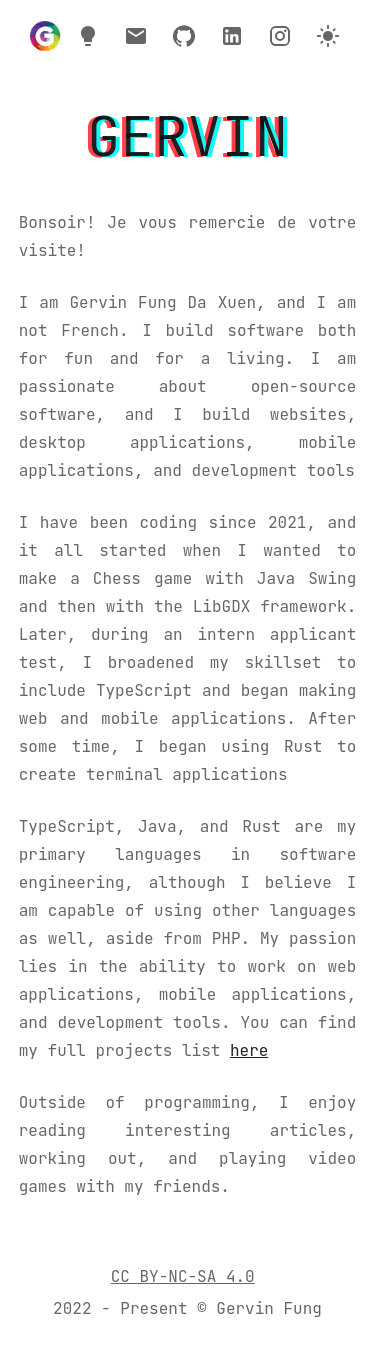 G
GERVIN
Bonsoir! Je vous remercie de votre
visite!
I am Gervin Fung Da Xuen, and I am
not French. I build software both
for fun and for a living. I am
passionate about open-source
software, and I build websites,
desktop applications, mobile
applications, and development tools
I have been coding since 2021, and
it all started when I wanted to
make a Chess game with Java Swing
and then with the LibGDX framework.
Later, during an intern applicant
test, I broadened my skillset to
include TypeScript and began making
web and mobile applications. After
some time, I began using Rust to
create terminal applications
TypeScript, Java, and Rust are my
primary languages in software
engineering, although I believe I
am capable of using other languages
as well, aside from PHP. My passion
lies in the ability to work on web
applications, mobile applications,
and development tools. You can find
my full projects list here
Outside of programming, I enjoy
reading interesting articles,
working out, and playing video
games with my friends.
CC BY-NC-SA 4.0
2022 - Present © Gervin Fung